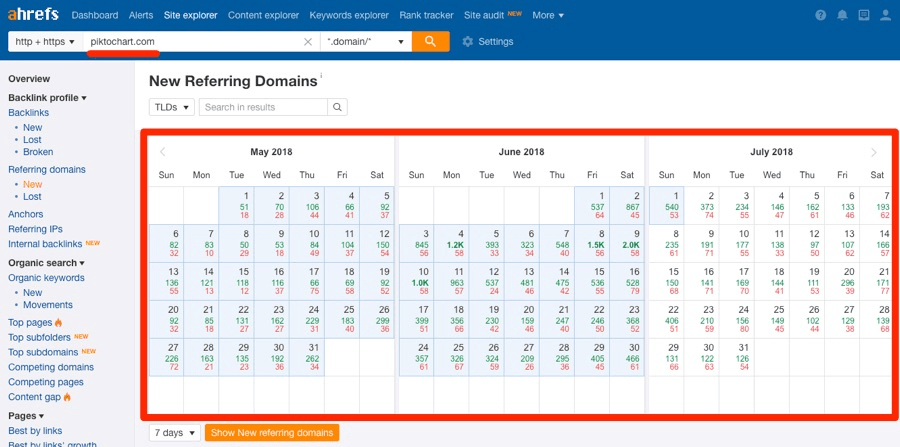 ahrefs Dashboard Alerts Site explorer Content explorer Keywords explorer Rank tracker Site audit NEW More
http + https piktochart.com *.domain/* Settings
Overview
Backlink profile
Backlinks
New
Lost
Broken
Referring domains
New
Lost
Anchors
Referring IPs
Internal backlinks NEW
Organic search
Organic keywords
New
Movements
Top pages
Top subfolders NEW
Top subdomains NEW
Competing domains
Competing pages
Content gap
Pages
Best by links
Best by links' growth
New Referring Domains i
TLDs Search in results
May 2018
Sun Mon Tue Wed Thu Fri Sat
1 2 3 4 5
51 70 106 66 92
18 28 44 41 37
6 7 8 9 10 11 12
82 83 50 53 84 104 150
32 10 29 18 49 37 54
13 14 15 16 17 18 19
136 121 118 116 66 69 92
55 13 12 37 75 58 52
20 21 22 23 24 25 26
92 85 131 162 229 183 299
32 18 27 27 31 40 36
27 28 29 30 31
226 163 135 192 262
72 21 23 36 34
June 2018
Sun Mon Tue Wed Thu Fri Sat
1 2
537 867
64 45
3 4 5 6 7 8 9
845 1.2K 393 323 548 1.5K 2.0K
56 58 33 34 40 56 58
10 11 12 13 14 15 16
1.0K 963 537 481 475 536 528
58 57 24 46 42 55 79
17 18 19 20 21 22 23
399 356 230 159 247 246 368
51 66 42 46 40 50 52
24 25 26 27 28 29 30
357 326 324 209 295 405 466
61 67 59 26 36 45 61
July 2018
Sun Mon Tue Wed Thu Fri Sat
1 2 3 4 5 6 7
540 373 234 146 162 133 193
53 74 55 47 61 46 62
8 9 10 11 12 13 14
235 191 177 138 97 107 166
61 71 55 33 50 62 57
15 16 17 18 19 20 21
150 141 169 144 111 296 171
68 71 70 41 53 39 77
22 23 24 25 26 27 28
406 210 156 149 102 129 139
51 59 80 45 44 38 68
29 30 31
131 122 126
66 63 54
7 days Show New referring domains